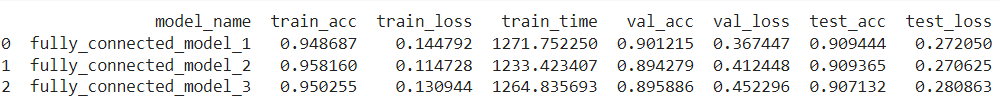 model_name train_acc train_loss train_time val_acc val_loss test_acc test_loss
0 fully_connected_model_1 0.948687 0.144792 1271.752250 0.901215 0.367447 0.909444 0.272050
1 fully_connected_model_2 0.958160 0.114728 1233.423407 0.894279 0.412448 0.909365 0.270625
2 fully_connected_model_3 0.950255 0.130944 1264.835693 0.895886 0.452296 0.907132 0.280863